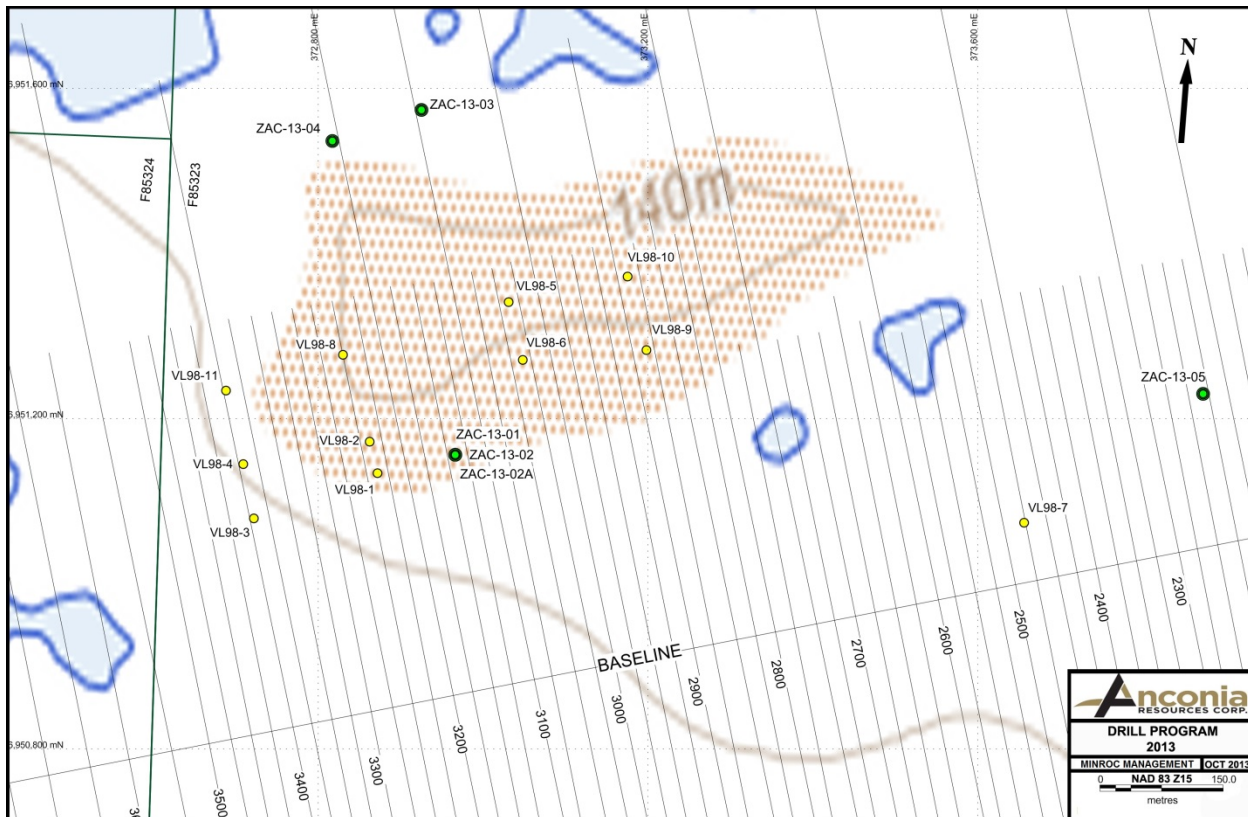 372,800 mE
373,200 mE
373,600 mE
N
6,951,600 mN
ZAC-13-03
ZAC-13-04
F85324
F85323
140m
VL98-10
VL98-5
VL98-9
VL98-6
VL98-8
ZAC-13-05
VL98-11
6,951,200 mN
ZAC-13-01
VL98-2
ZAC-13-02
VL98-4
ZAC-13-02A
VL98-1
VL98-7
VL98-3
2300
2400
2500
2600
BASELINE
2700
2800
2900
3000
3100
3200
6,950,800 mN
3300
3400
3500
Anconia
RESOURCES CORP.
DRILL PROGRAM
2013
MINROC MANAGEMENT OCT 2013
0 NAD 83 Z15 150.0
metres